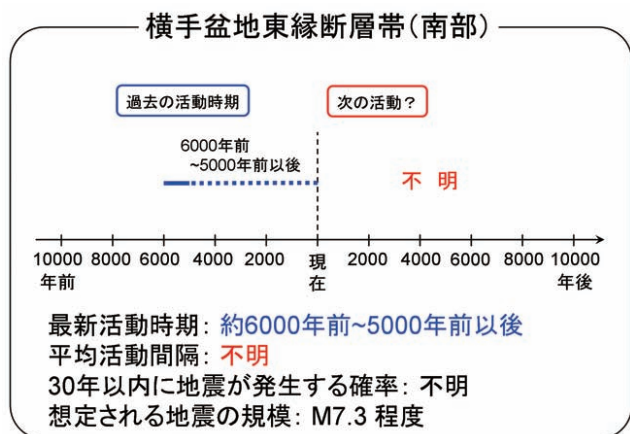 横手盆地東縁断層帯(南部)
過去の活動時期
次の活動?
6000年前
~5000年前以後
不 明
10000 8000 6000 4000 2000 現在 2000 4000 6000 8000 10000
年前 年後
最新活動時期: 約6000年前~5000年前以後
平均活動間隔: 不明
30年以内に地震が発生する確率: 不明
想定される地震の規模: M7.3 程度